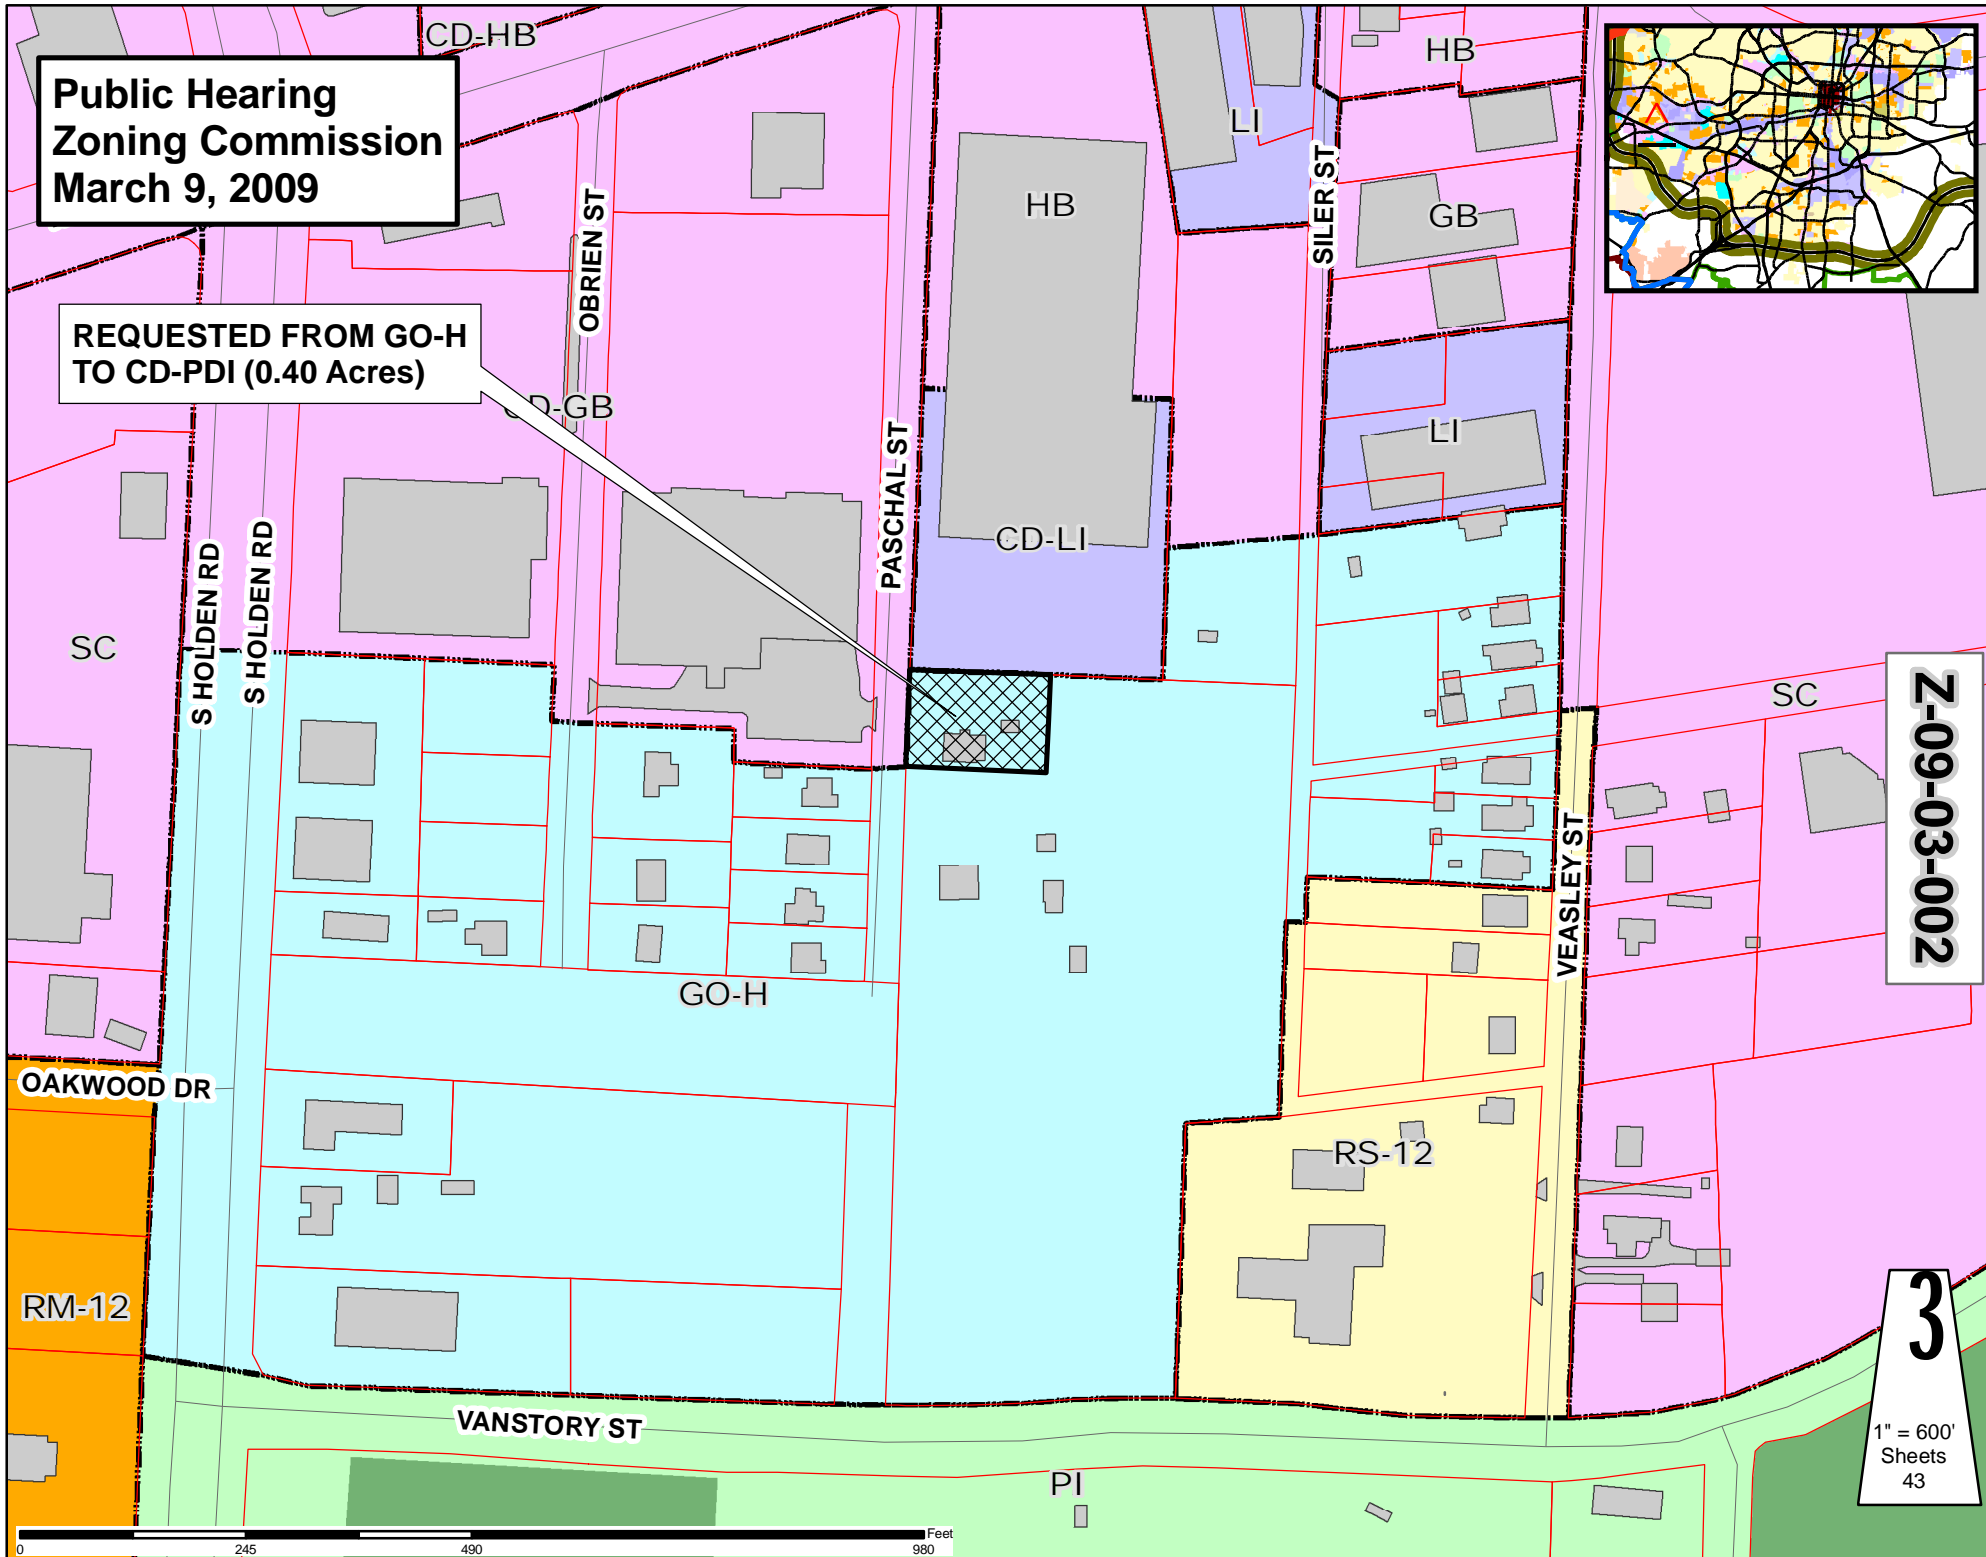 CD-HB
HB
Public Hearing
Zoning Commission
March 9, 2009
LI
HB
SILER ST
GB
OBRIEN ST
REQUESTED FROM GO-H
TO CD-PDI (0.40 Acres)
CD-GB
LI
PASCHAL ST
CD-LI
S HOLDEN RD
S HOLDEN RD
SC
SC
Z-09-03-002
VEASLEY ST
GO-H
OAKWOOD DR
RS-12
RM-12
3
1" = 600'
Sheets
43
VANSTORY ST
PI
Feet
0 245 490 980